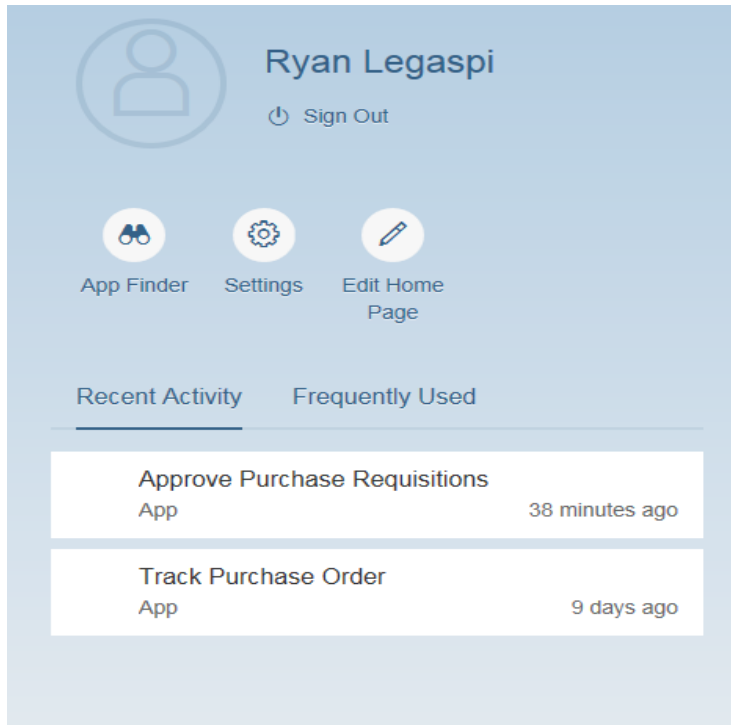 Ryan Legaspi
Sign Out
App Finder
Settings
Edit Home
Page
Recent Activity
Frequently Used
Approve Purchase Requisitions
App
38 minutes ago
Track Purchase Order
App
9 days ago